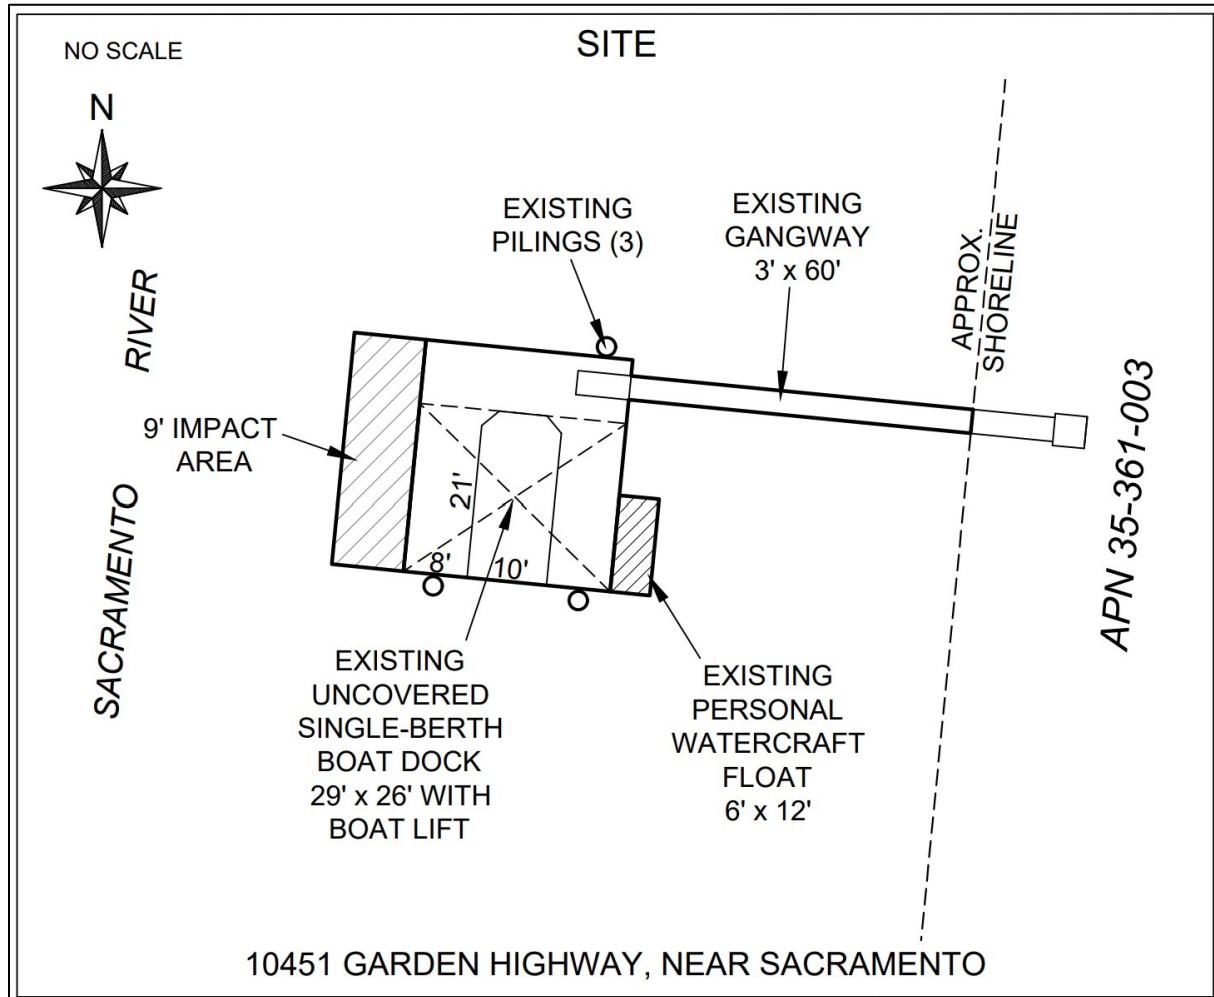 NO SCALE
SITE
N
EXISTING
PILINGS (3)
EXISTING
GANGWAY
3' x 60'
APPROX.
SHORELINE
SACRAMENTO RIVER
9' IMPACT
AREA
21'
8'
10'
APN 35-361-003
EXISTING
UNCOVERED
SINGLE-BERTH
BOAT DOCK
29' x 26' WITH
BOAT LIFT
EXISTING
PERSONAL
WATERCRAFT
FLOAT
6' x 12'
10451 GARDEN HIGHWAY, NEAR SACRAMENTO